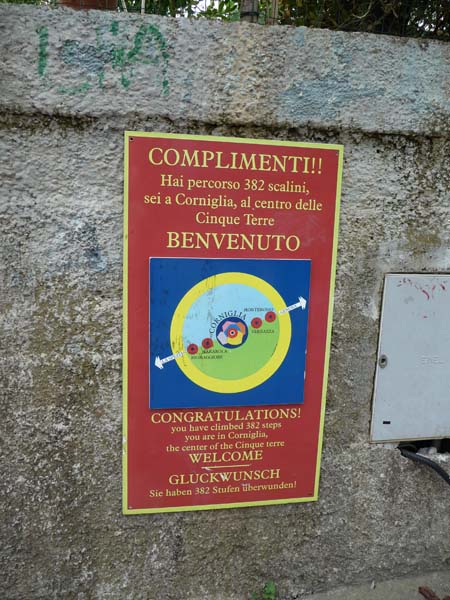 COMPLIMENTI!!
Hai percorso 382 scalini,
sei a Corniglia, al centro delle
Cinque Terre
BENVENUTO
MONTEROSSO
CORNIGLIA
VERNAZZA
MANAROLA
RIOMAGGIORE
CONGRATULATIONS!
you have climbed 382 steps
you are in Corniglia,
the center of the Cinque terre
WELCOME
GLUCKWUNSCH
Sie haben 382 Stufen überwunden!